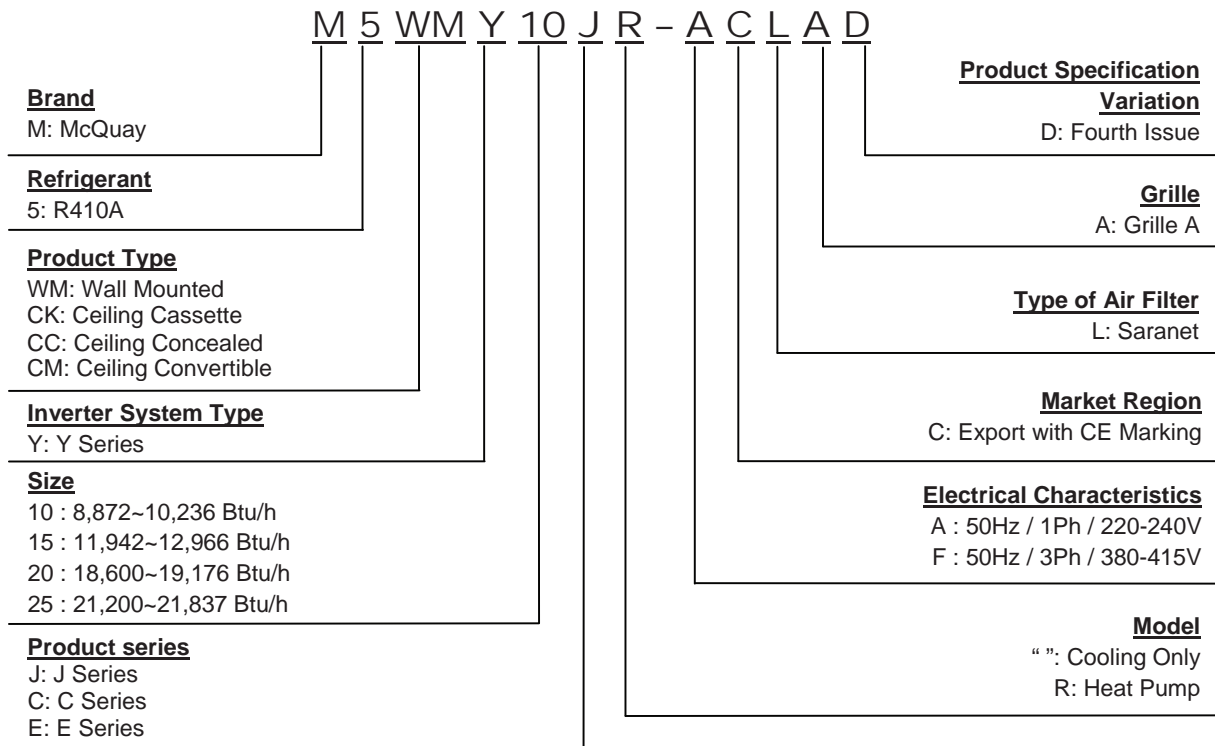 M 5 WM Y 10 J R – A C L A D
Brand
M: McQuay
Refrigerant
5: R410A
Product Type
WM: Wall Mounted
CK: Ceiling Cassette
CC: Ceiling Concealed
CM: Ceiling Convertible
Inverter System Type
Y: Y Series
Size
10 : 8,872~10,236 Btu/h
15 : 11,942~12,966 Btu/h
20 : 18,600~19,176 Btu/h
25 : 21,200~21,837 Btu/h
Product series
J: J Series
C: C Series
E: E Series
Product Specification
Variation
D: Fourth Issue
Grille
A: Grille A
Type of Air Filter
L: Saranet
Market Region
C: Export with CE Marking
Electrical Characteristics
A : 50Hz / 1Ph / 220-240V
F : 50Hz / 3Ph / 380-415V
Model
“ ”: Cooling Only
R: Heat Pump